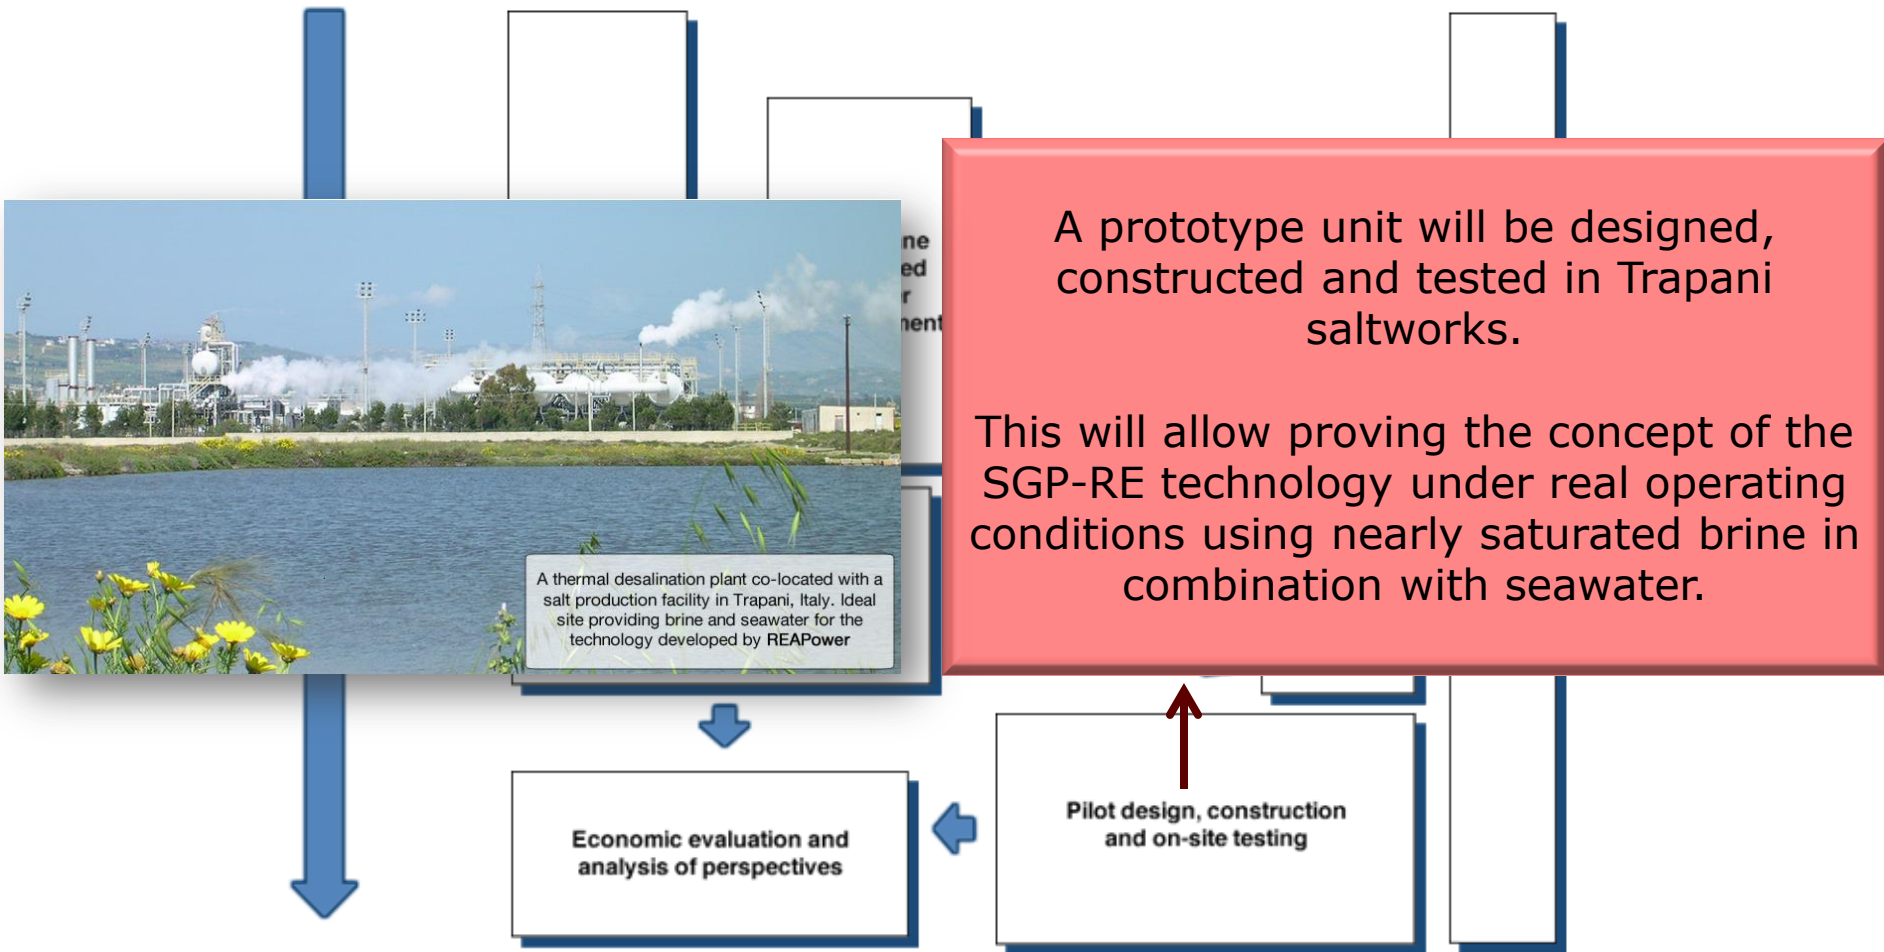 A prototype unit will be designed,
constructed and tested in Trapani
saltworks.
This will allow proving the concept of the
SGP-RE technology under real operating
conditions using nearly saturated brine in
combination with seawater.
A thermal desalination plant co-located with a
salt production facility in Trapani, Italy. Ideal
site providing brine and seawater for the
technology developed by REAPower
Economic evaluation and
analysis of perspectives
Pilot design, construction
and on-site testing